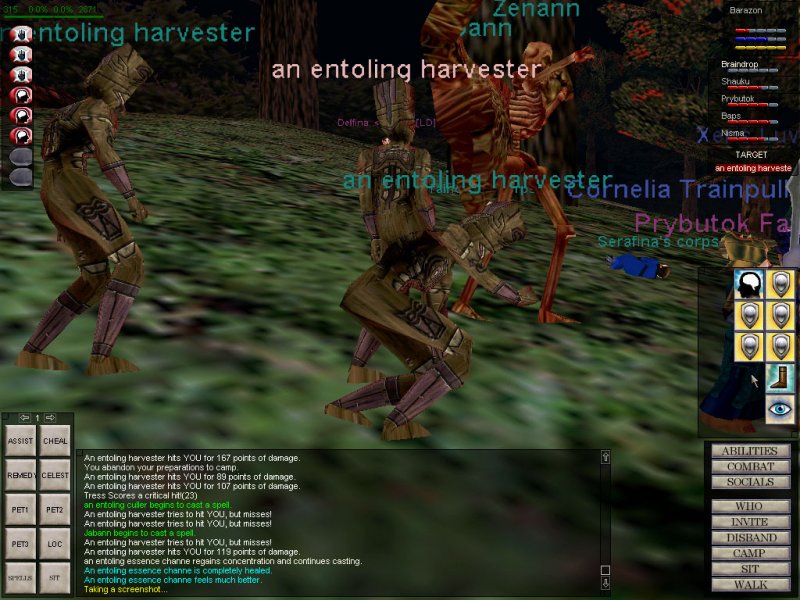 315 0.0% 0.0% 2671
Zenann
an entoling harvester
an entoling harvester
Delfina < [LD]
an entoling harvester
Cornelia Trainpull
Prybutok Fa
Serafina's corps
Barazon
Braindrop
Shauku
Prybutok
Baps
Nisma
TARGET
an entoling harveste
1
ASSIST CHEAL
REMEDY CELEST
PET1 PET2
PET3 LOC
SPELLS SIT
An entoling harvester hits YOU for 167 points of damage.
You abandon your preparations to camp.
An entoling harvester hits YOU for 89 points of damage.
An entoling harvester hits YOU for 107 points of damage.
Tress Scores a critical hit!(23)
an entoling culler begins to cast a spell.
An entoling harvester tries to hit YOU, but misses!
An entoling harvester tries to hit YOU, but misses!
Jabann begins to cast a spell.
An entoling harvester tries to hit YOU, but misses!
An entoling harvester hits YOU for 119 points of damage.
an entoling essence channe regains concentration and continues casting.
An entoling essence channe is completely healed.
An entoling essence channe feels much better.
Taking a screenshot...
ABILITIES
COMBAT
SOCIALS
WHO
INVITE
DISBAND
CAMP
SIT
WALK